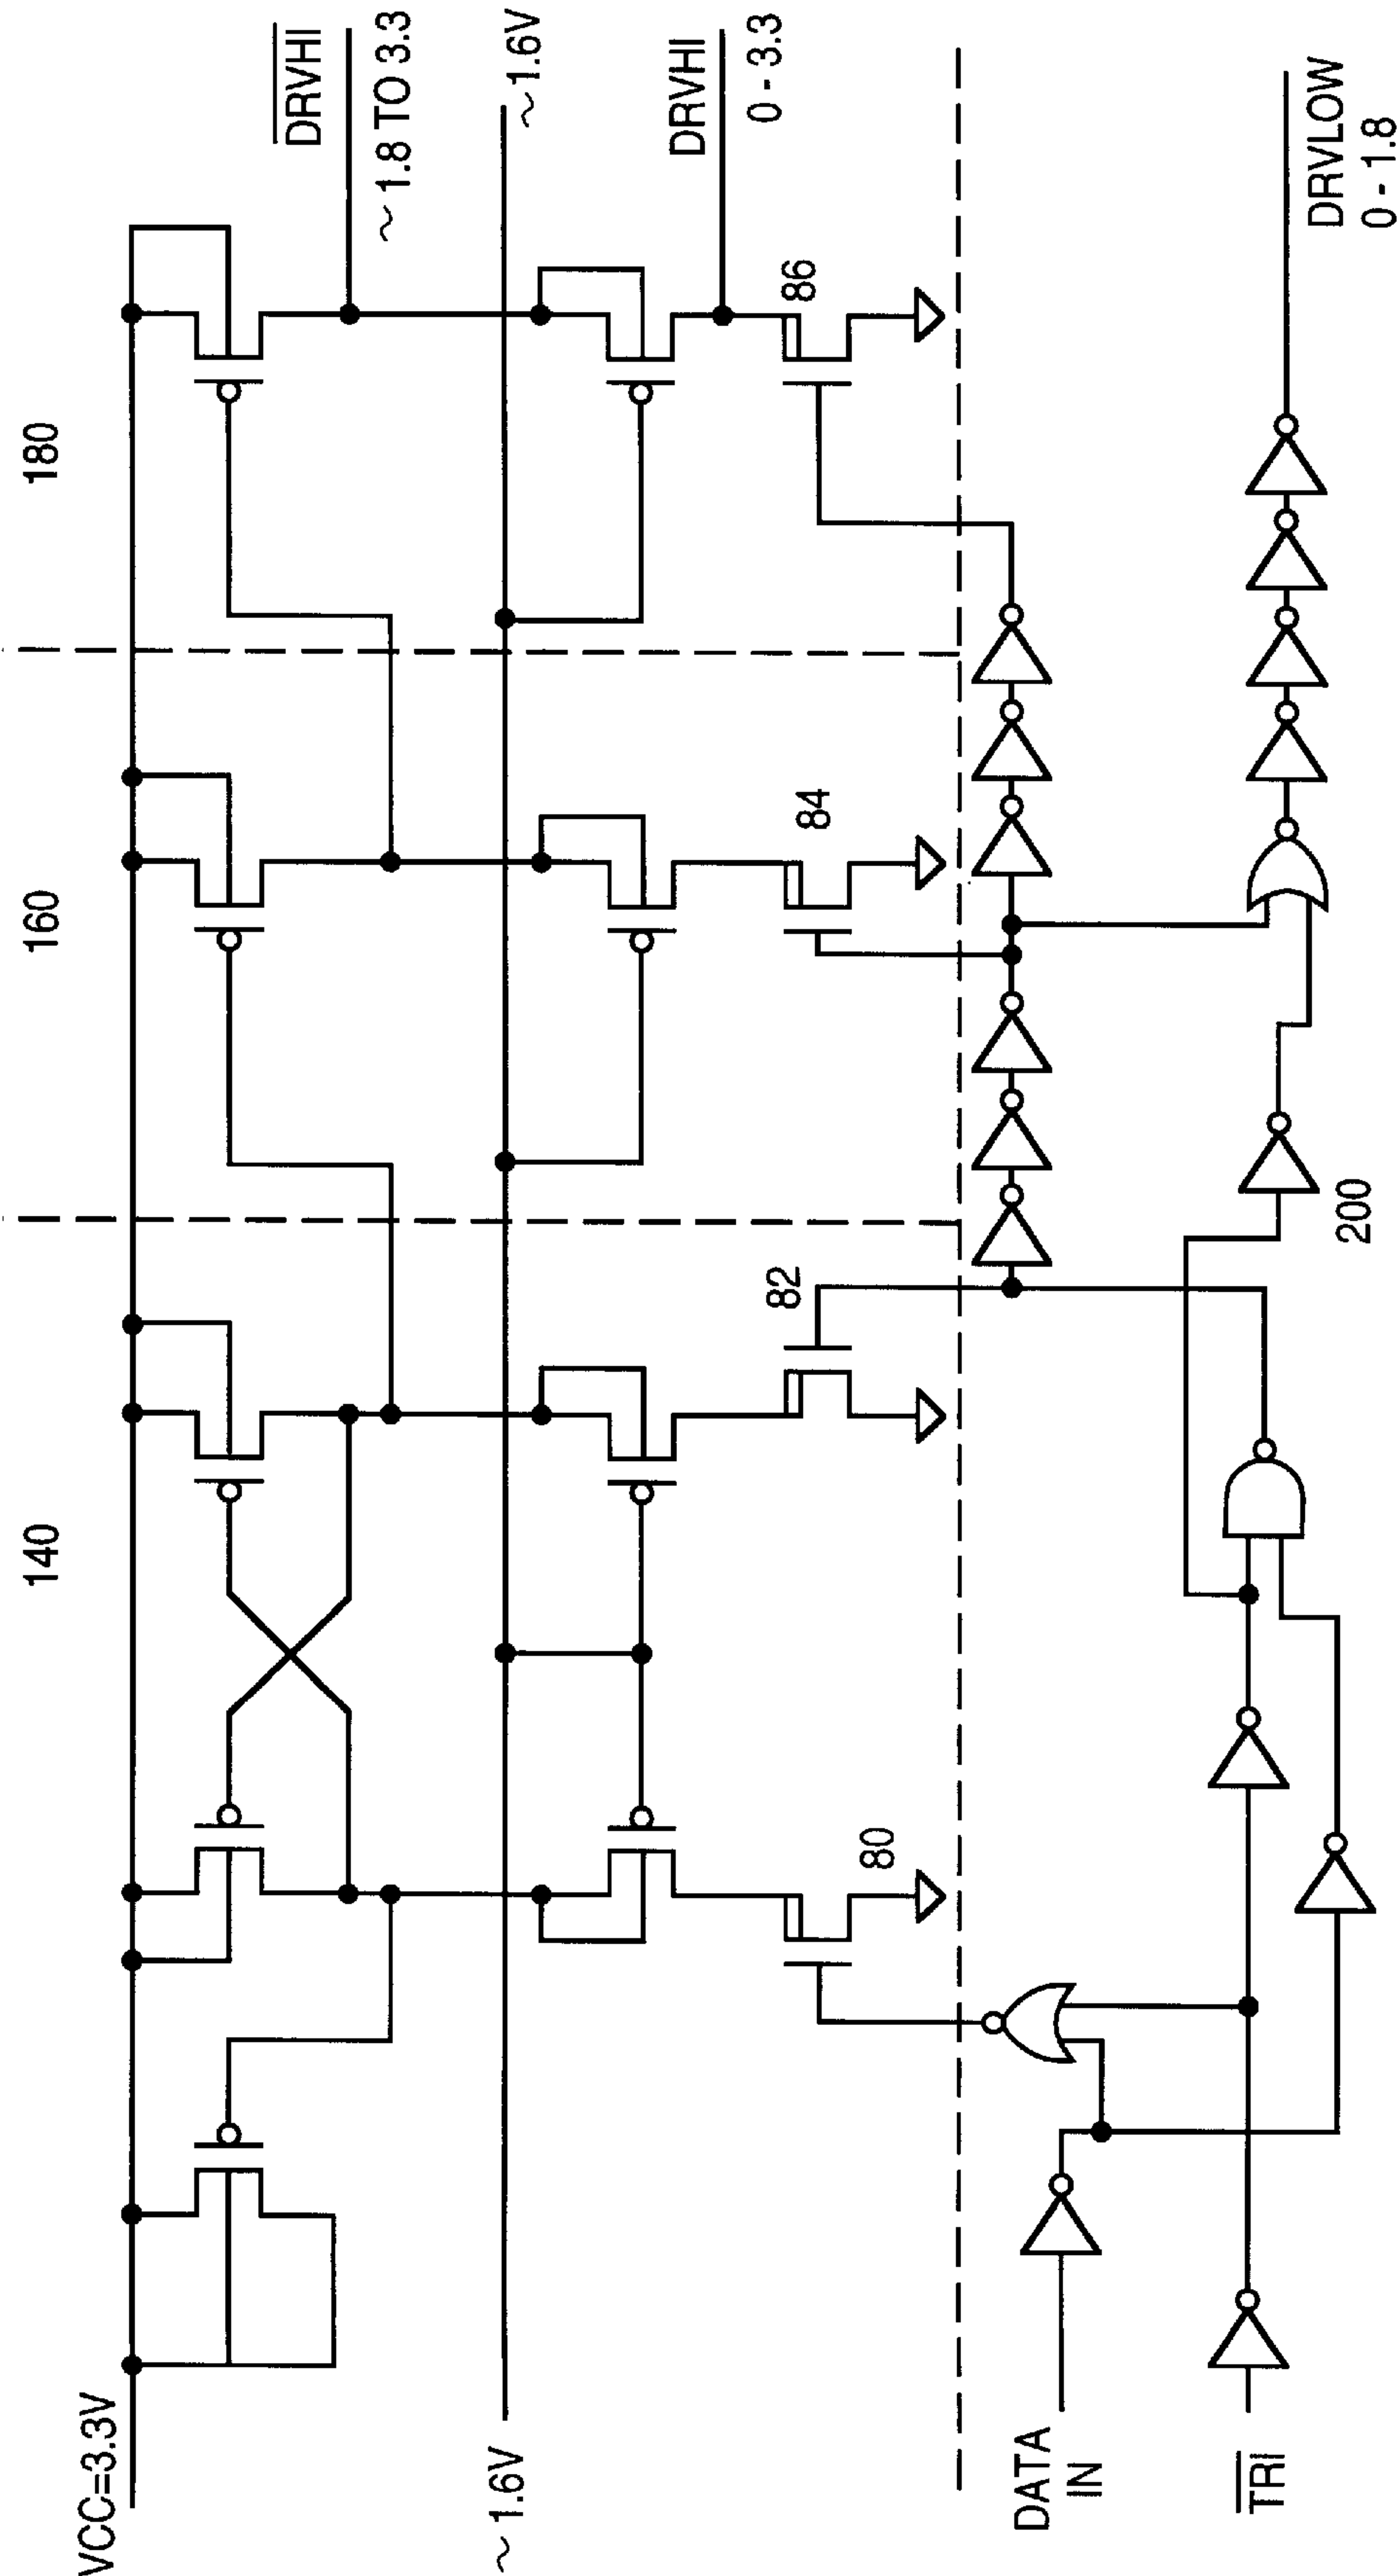 140
160
180
VCC=3.3V
DRVHI
~ 1.8 TO 3.3
~ 1.6V
~ 1.6V
DRVHI
0 - 3.3
80
82
84
86
DATA
IN
TRI
200
DRVLOW
0 - 1.8